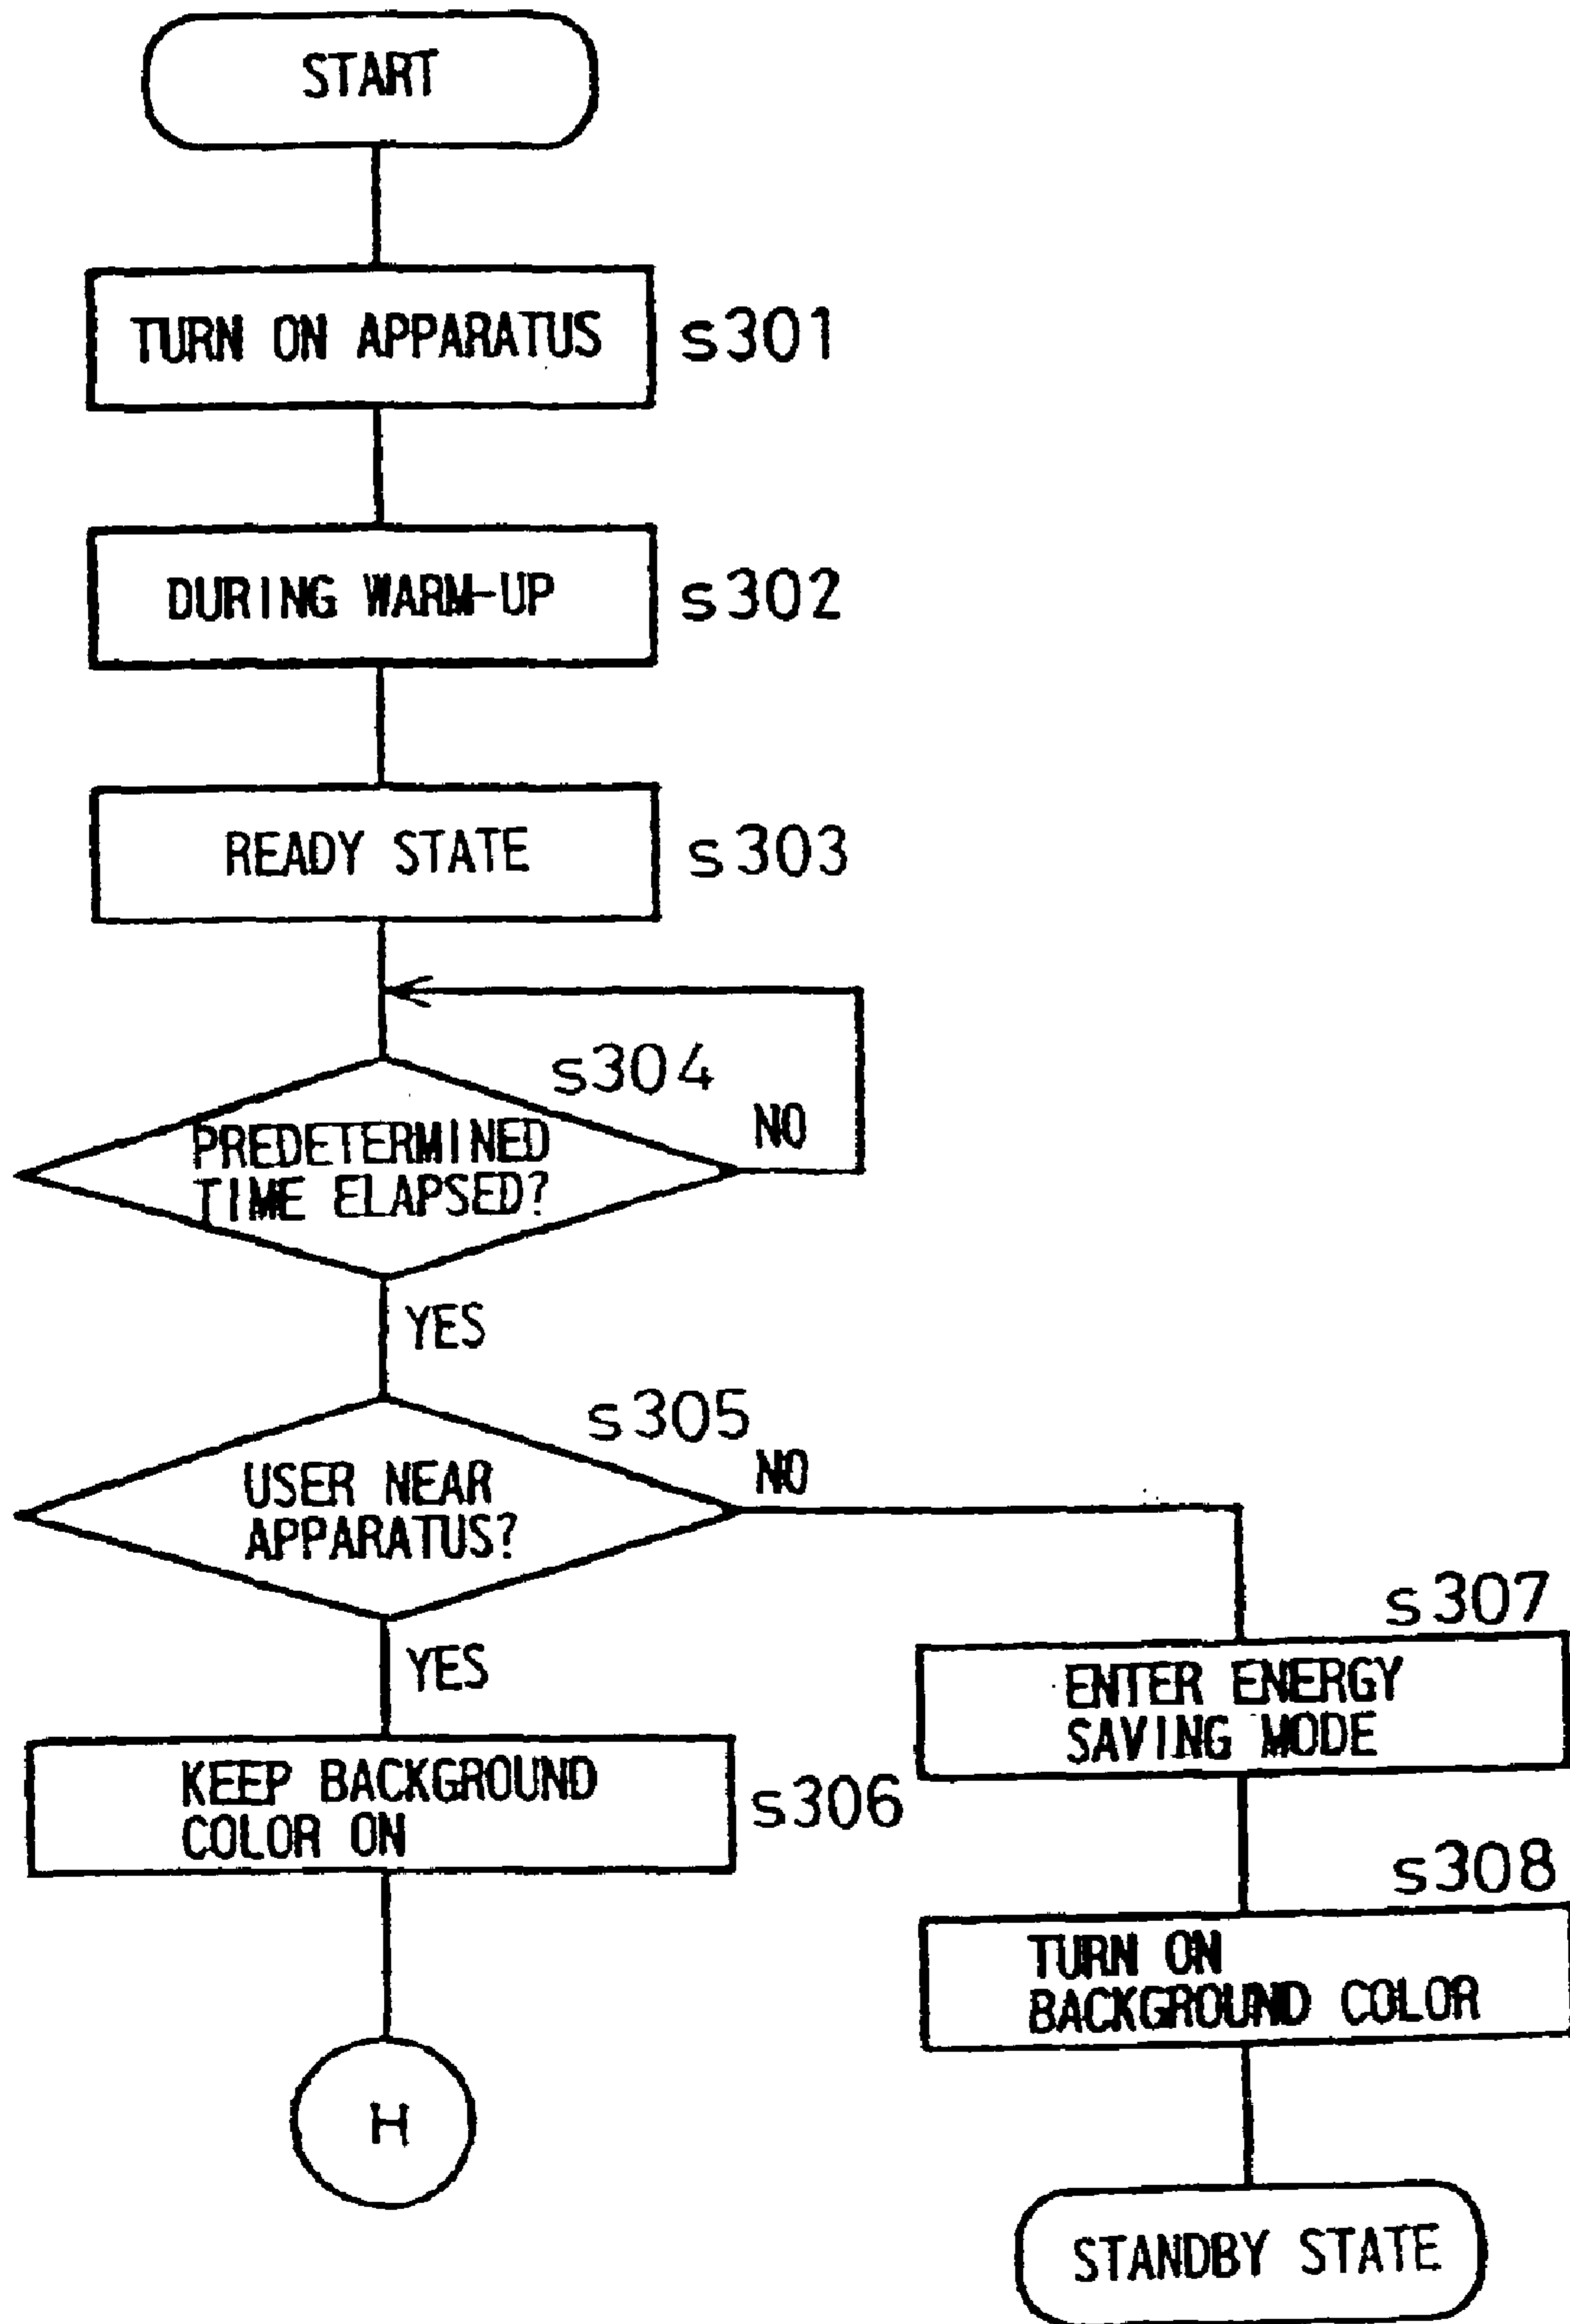 START
TURN ON APPARATUS
s301
DURING WARM-UP
s302
READY STATE
s303
s304
NO
PREDETERMINED
TIME ELAPSED?
YES
s305
NO
USER NEAR
APPARATUS?
YES
KEEP BACKGROUND
COLOR ON
s306
H
s307
ENTER ENERGY
SAVING MODE
s308
TURN ON
BACKGROUND COLOR
STANDBY STATE